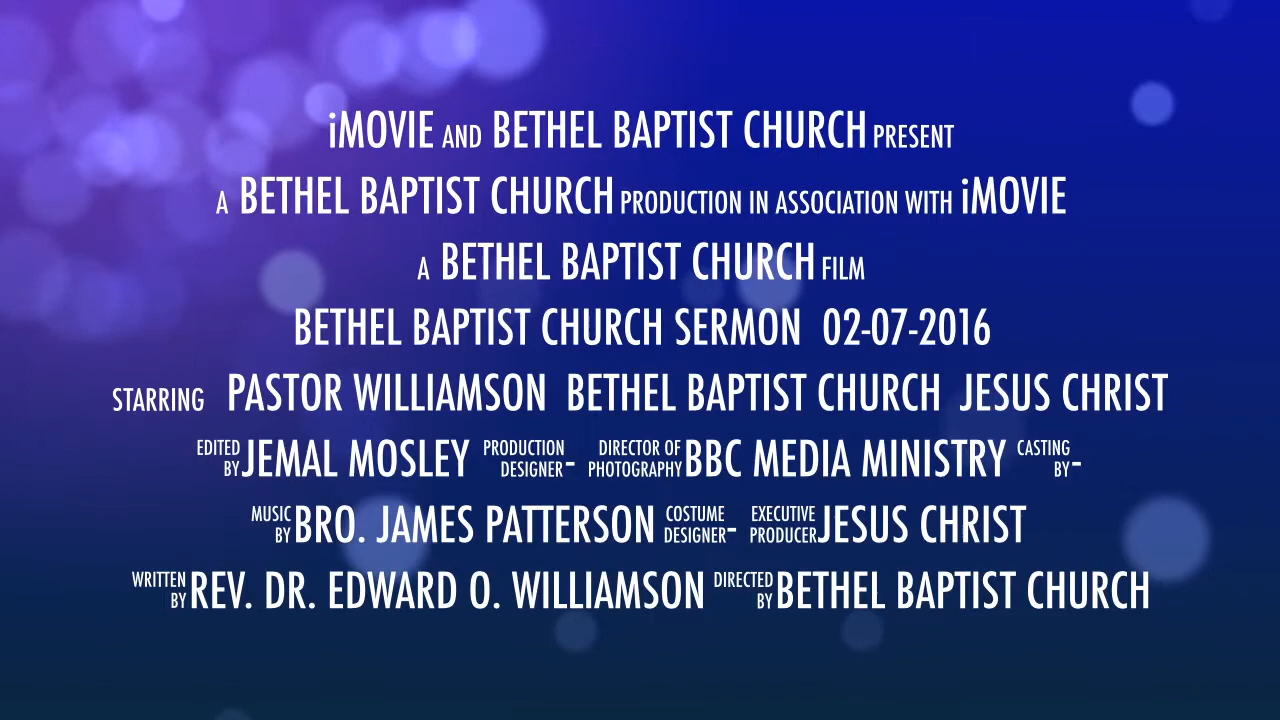 iMOVIE AND BETHEL BAPTIST CHURCH PRESENT
A BETHEL BAPTIST CHURCH PRODUCTION IN ASSOCIATION WITH iMOVIE
A BETHEL BAPTIST CHURCH FILM
BETHEL BAPTIST CHURCH SERMON 02-07-2016
STARRING PASTOR WILLIAMSON BETHEL BAPTIST CHURCH JESUS CHRIST
EDITED BY JEMAL MOSLEY PRODUCTION DESIGNER - DIRECTOR OF PHOTOGRAPHY BBC MEDIA MINISTRY CASTING BY -
MUSIC BY BRO. JAMES PATTERSON COSTUME DESIGNER - EXECUTIVE PRODUCER JESUS CHRIST
WRITTEN BY REV. DR. EDWARD O. WILLIAMSON DIRECTED BY BETHEL BAPTIST CHURCH